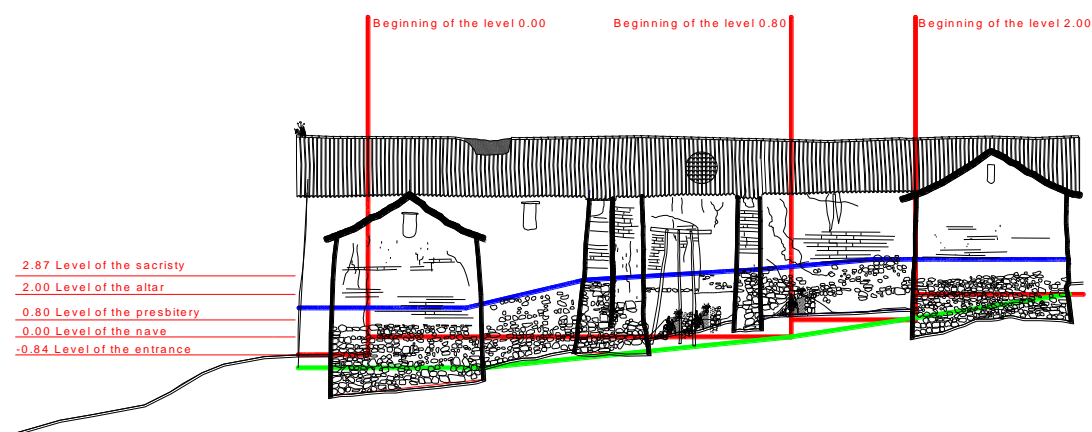 Beginning of the level 0.00
Beginning of the level 0.80
Beginning of the level 2.00
2.87 Level of the sacristy
2.00 Level of the altar
0.80 Level of the presbitery
0.00 Level of the nave
-0.84 Level of the entrance